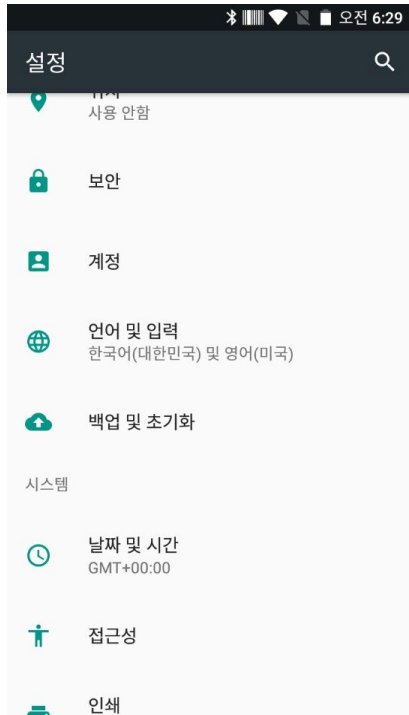 오전 6:29
설정
사용 안함
보안
계정
언어 및 입력
한국어(대한민국) 및 영어(미국)
백업 및 초기화
시스템
날짜 및 시간
GMT+00:00
접근성
인쇄